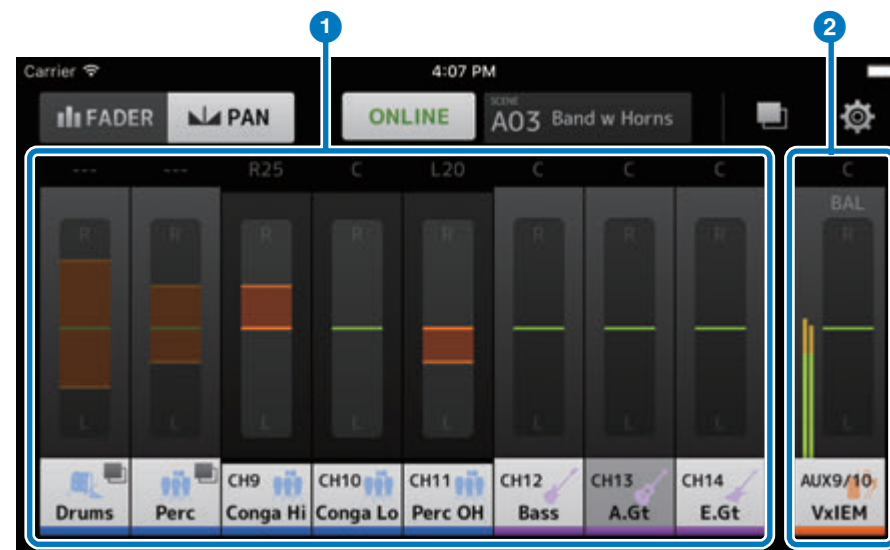 1 2
Carrier 4:07 PM
FADER PAN ONLINE SCENE A03 Band w Horns
--- --- R25 C L20 C C C C
BAL
R R R R R R R R R
L L L L L L L L L
CH9 CH10 CH11 CH12 CH13 CH14 AUX9/10
Drums Perc Conga Hi Conga Lo Perc OH Bass A.Gt E.Gt VxIEM